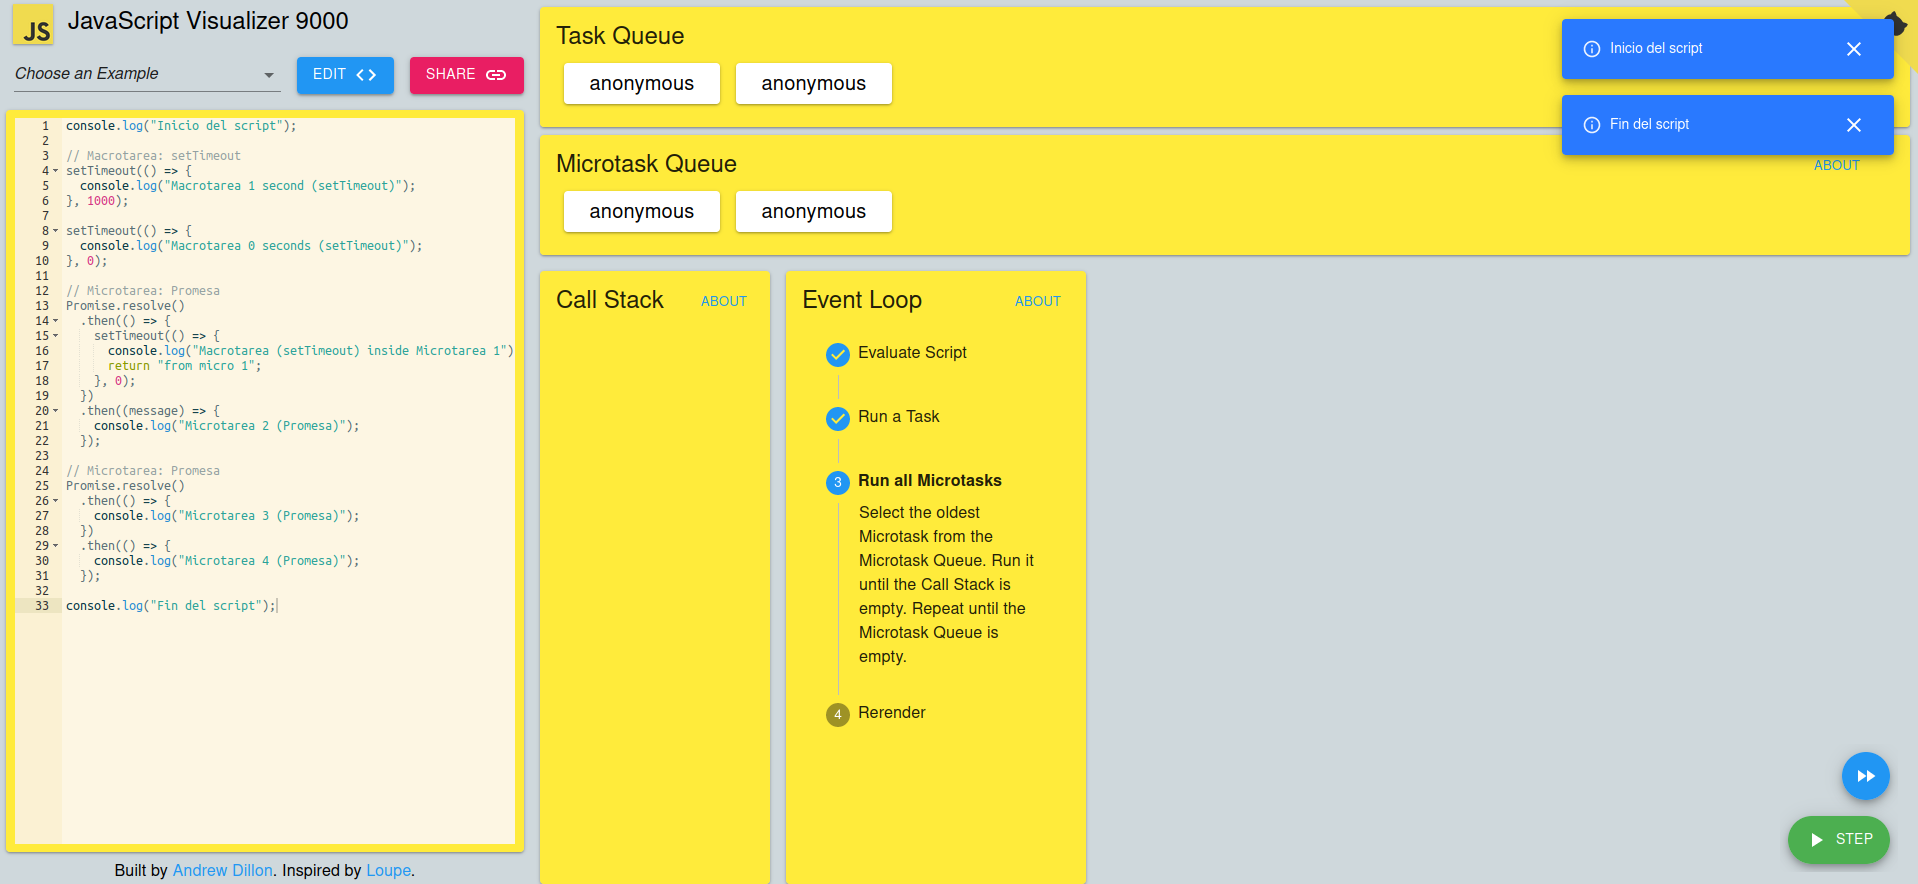 JS JavaScript Visualizer 9000
Choose an Example
EDIT
SHARE
1 console.log("Inicio del script");
2
3 // Macrotarea: setTimeout
4 setTimeout(() => {
5 console.log("Macrotarea 1 second (setTimeout)");
6 }, 1000);
7
8 setTimeout(() => {
9 console.log("Macrotarea 0 seconds (setTimeout)");
10 }, 0);
11
12 // Microtarea: Promesa
13 Promise.resolve()
14 .then(() => {
15 setTimeout(() => {
16 console.log("Macrotarea (setTimeout) inside Microtarea 1")
17 return "from micro 1";
18 }, 0);
19 })
20 .then((message) => {
21 console.log("Microtarea 2 (Promesa)");
22 });
23
24 // Microtarea: Promesa
25 Promise.resolve()
26 .then(() => {
27 console.log("Microtarea 3 (Promesa)");
28 })
29 .then(() => {
30 console.log("Microtarea 4 (Promesa)");
31 });
32
33 console.log("Fin del script");
Built by Andrew Dillon. Inspired by Loupe.
Task Queue
anonymous anonymous
Inicio del script
Fin del script
Microtask Queue
ABOUT
anonymous anonymous
Call Stack ABOUT
Event Loop ABOUT
Evaluate Script
Run a Task
3 Run all Microtasks
Select the oldest
Microtask from the
Microtask Queue. Run it
until the Call Stack is
empty. Repeat until the
Microtask Queue is
empty.
4 Rerender
STEP